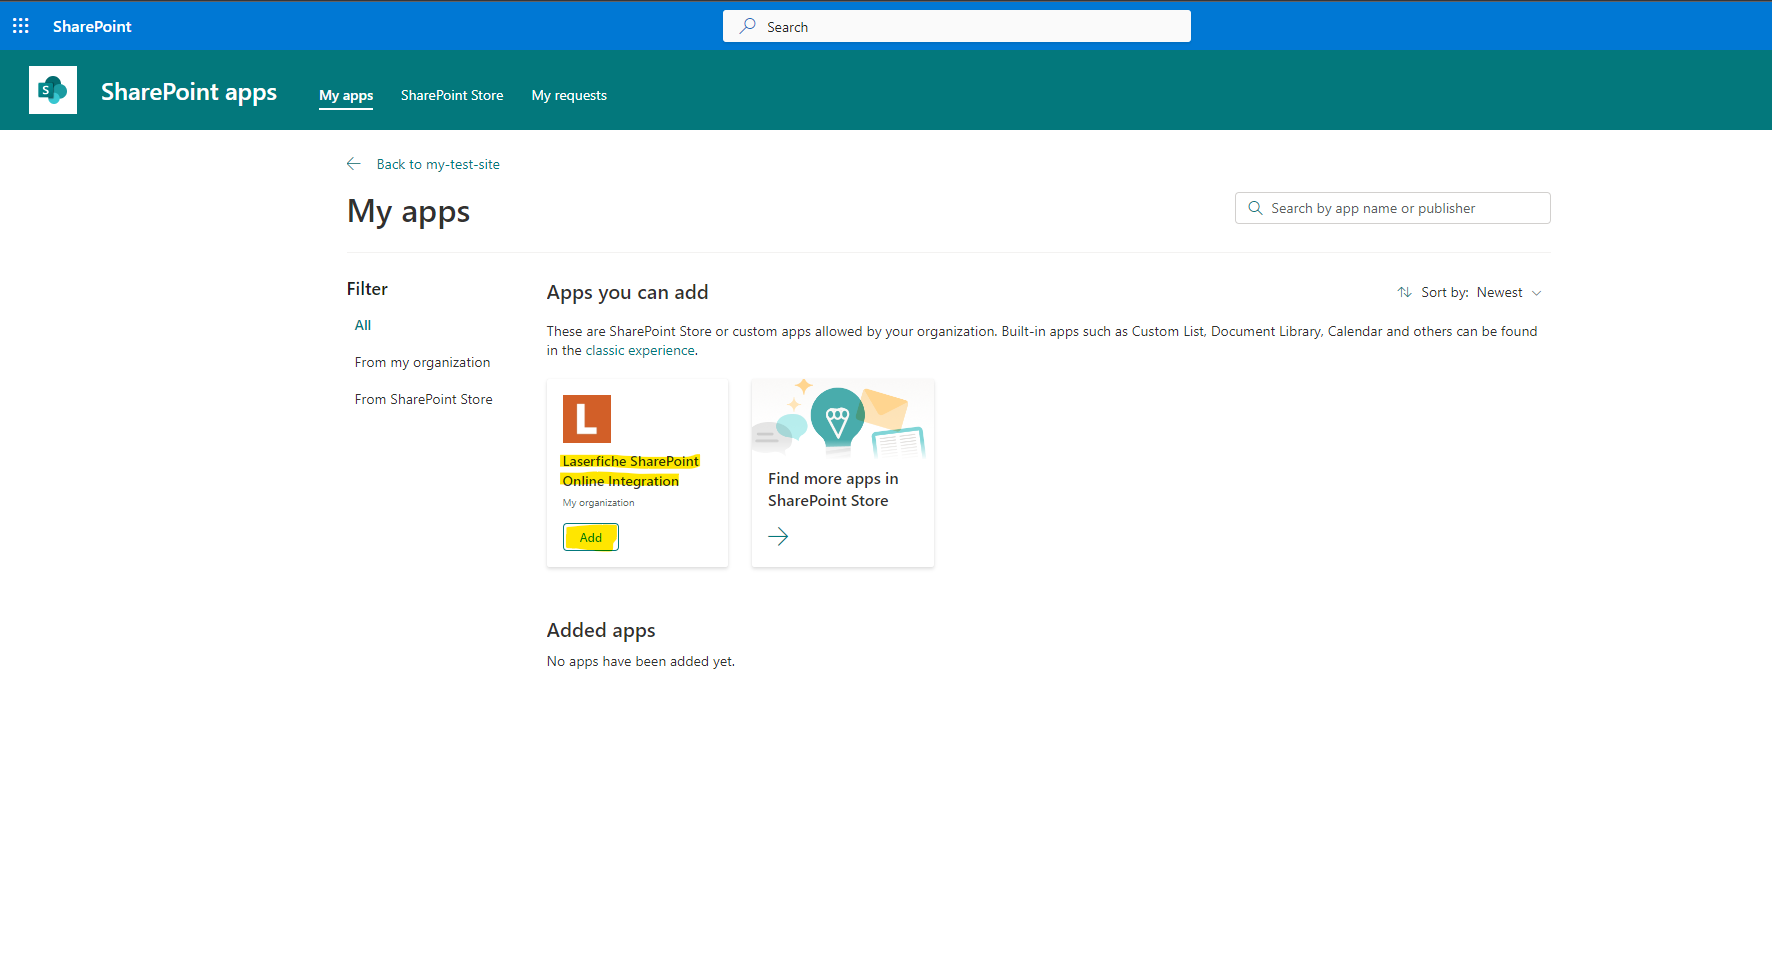 SharePoint
Search
S
SharePoint apps
My apps
SharePoint Store
My requests
Back to my-test-site
My apps
Search by app name or publisher
Filter
All
From my organization
From SharePoint Store
Apps you can add
Sort by: Newest
These are SharePoint Store or custom apps allowed by your organization. Built-in apps such as Custom List, Document Library, Calendar and others can be found
in the classic experience.
L
Laserfiche SharePoint
Online Integration
My organization
Add
Find more apps in
SharePoint Store
Added apps
No apps have been added yet.